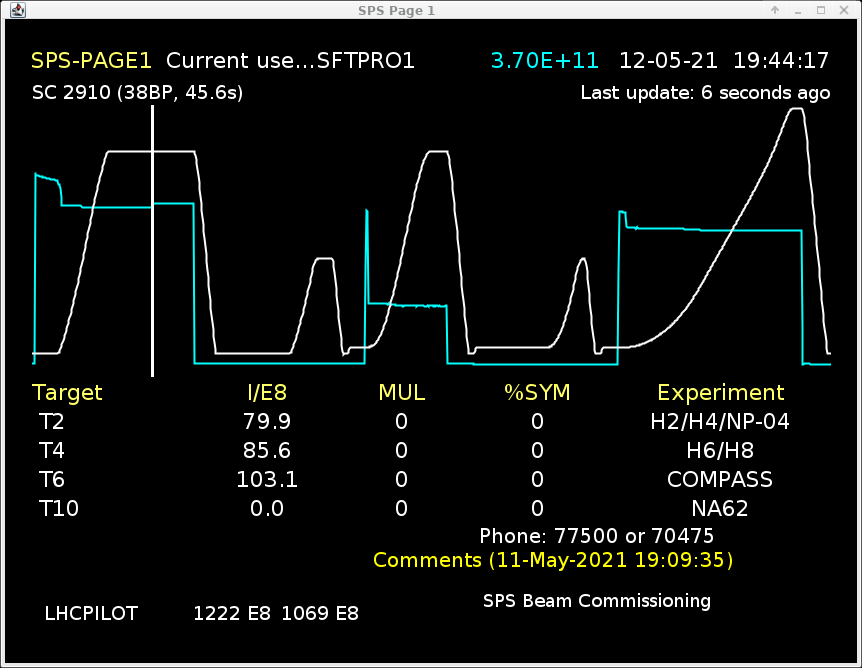 SPS Page 1
SPS-PAGE1 Current use...SFTPRO1 3.70E+11 12-05-21 19:44:17
SC 2910 (38BP, 45.6s) Last update: 6 seconds ago
Target I/E8 MUL %SYM Experiment
T2 79.9 0 0 H2/H4/NP-04
T4 85.6 0 0 H6/H8
T6 103.1 0 0 COMPASS
T10 0.0 0 0 NA62
Phone: 77500 or 70475
Comments (11-May-2021 19:09:35)
SPS Beam Commissioning
LHCPILOT 1222 E8 1069 E8